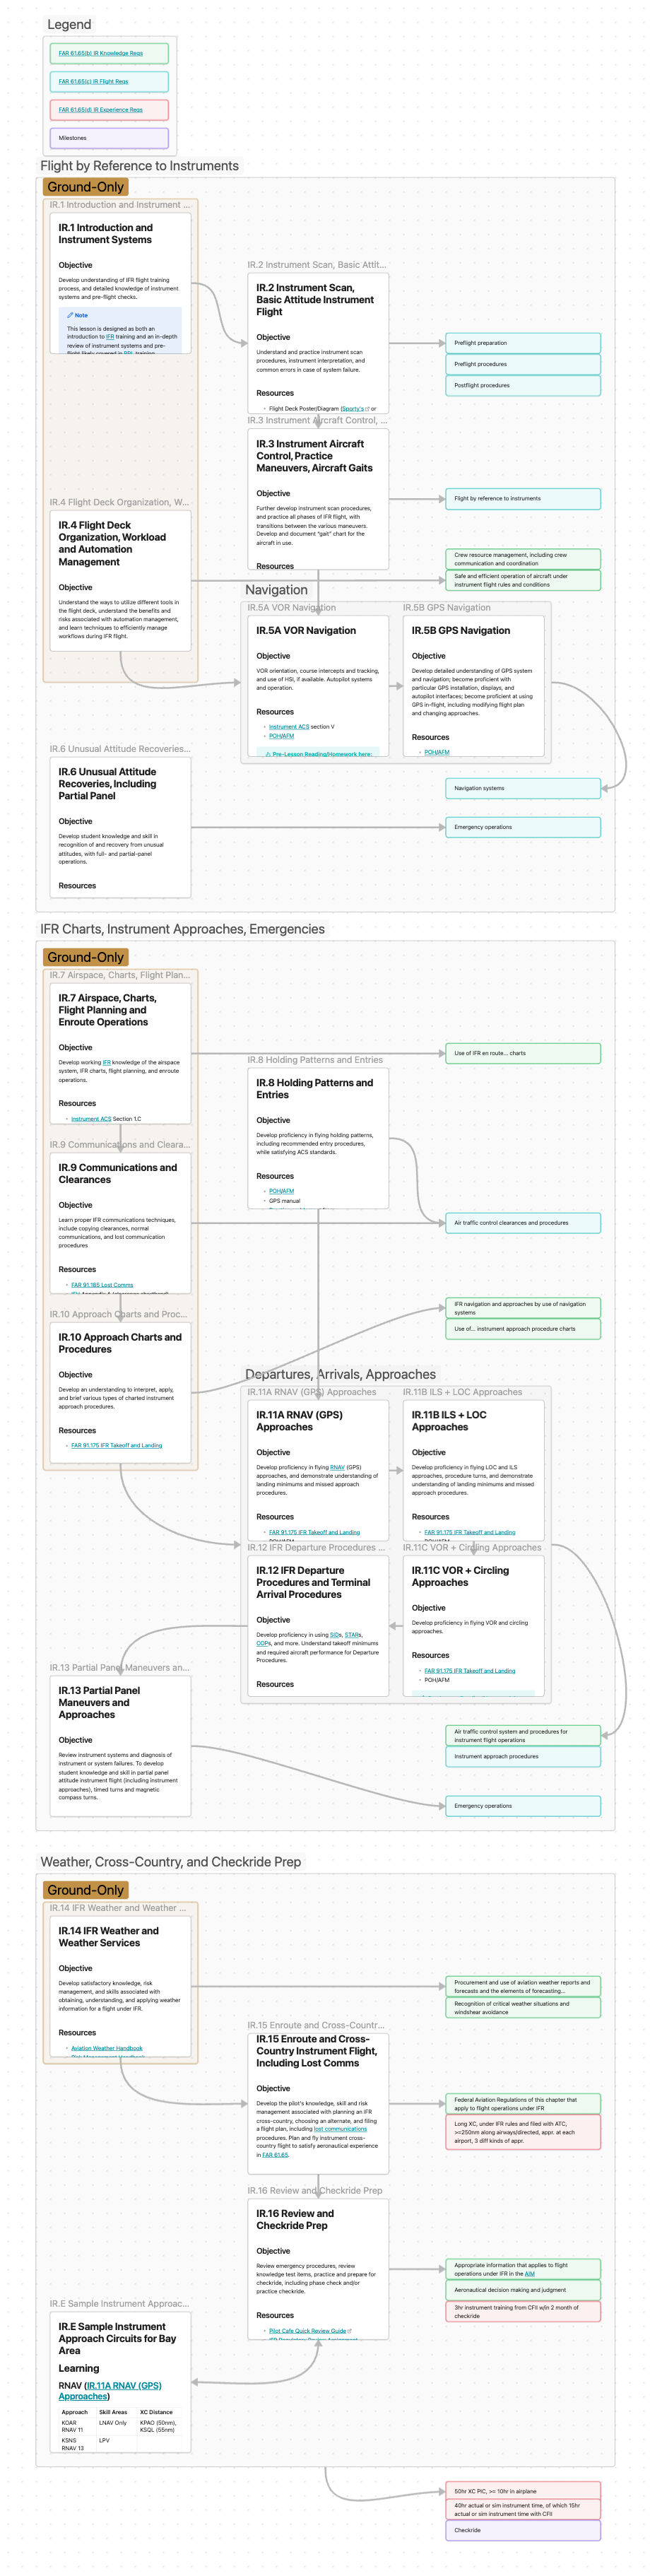 Legend
FAR 61.65(b) IR Knowledge Reqs
FAR 61.65(c) IR Flight Reqs
FAR 61.65(d) IR Experience Reqs
Milestones
Flight by Reference to Instruments
Ground-Only
IR.1 Introduction and Instrument ...
IR.1 Introduction and
Instrument Systems
Objective
Develop understanding of IFR flight training
process, and detailed knowledge of instrument
systems and pre-flight checks.
Note
This lesson is designed as both an
introduction to IFR training and an in-depth
review of instrument systems and pre-
flight likely covered in PPL training.
IR.2 Instrument Scan, Basic Attit...
IR.2 Instrument Scan,
Basic Attitude Instrument
Flight
Objective
Understand and practice instrument scan
procedures, instrument interpretation, and
common errors in case of system failure.
Resources
Flight Deck Poster/Diagram (Sporty's or
Preflight preparation
Preflight procedures
Postflight procedures
IR.3 Instrument Aircraft Control, ...
IR.3 Instrument Aircraft
Control, Practice
Maneuvers, Aircraft Gaits
Objective
Further develop instrument scan procedures,
and practice all phases of IFR flight, with
transitions between the various maneuvers.
Develop and document "gait" chart for the
aircraft in use.
Resources
Flight by reference to instruments
IR.4 Flight Deck Organization, W...
IR.4 Flight Deck
Organization, Workload
and Automation
Management
Objective
Understand the ways to utilize different tools in
the flight deck, understand the benefits and
risks associated with automation management,
and learn techniques to efficiently manage
workflows during IFR flight.
Crew resource management, including crew
communication and coordination
Safe and efficient operation of aircraft under
instrument flight rules and conditions
Navigation
IR.5A VOR Navigation
IR.5A VOR Navigation
Objective
VOR orientation, course intercepts and tracking,
and use of HSI, if available. Autopilot systems
and operation.
Resources
Instrument ACS section V
POH/AFM
Pre-Lesson Reading/Homework here:
IR.5B GPS Navigation
IR.5B GPS Navigation
Objective
Develop detailed understanding of GPS system
and navigation; become proficient with
particular GPS installation, displays, and
autopilot interfaces; become proficient at using
GPS in-flight, including modifying flight plan
and changing approaches.
Resources
POH/AFM
IR.6 Unusual Attitude Recoveries...
IR.6 Unusual Attitude
Recoveries, Including
Partial Panel
Objective
Develop student knowledge and skill in
recognition of and recovery from unusual
attitudes, with full- and partial-panel
operations.
Resources
Navigation systems
Emergency operations
IFR Charts, Instrument Approaches, Emergencies
Ground-Only
IR.7 Airspace, Charts, Flight Plan...
IR.7 Airspace, Charts,
Flight Planning and
Enroute Operations
Objective
Develop working IFR knowledge of the airspace
system, IFR charts, flight planning, and enroute
operations.
Resources
Instrument ACS Section 1.C
Use of IFR en route... charts
IR.8 Holding Patterns and Entries
IR.8 Holding Patterns and
Entries
Objective
Develop proficiency in flying holding patterns,
including recommended entry procedures,
while satisfying ACS standards.
Resources
POH/AFM
GPS manual
IR.9 Communications and Cleara...
IR.9 Communications and
Clearances
Objective
Learn proper IFR communications techniques,
include copying clearances, normal
communications, and lost communication
procedures
Resources
FAR 91.185 Lost Comms
Air traffic control clearances and procedures
IR.10 Approach Charts and Proc...
IR.10 Approach Charts and
Procedures
Objective
Develop an understanding to interpret, apply,
and brief various types of charted instrument
approach procedures.
Resources
FAR 91.175 IFR Takeoff and Landing
IFR navigation and approaches by use of navigation
systems
Use of... instrument approach procedure charts
Departures, Arrivals, Approaches
IR.11A RNAV (GPS) Approaches
IR.11A RNAV (GPS)
Approaches
Objective
Develop proficiency in flying RNAV (GPS)
approaches, and demonstrate understanding of
landing minimums and missed approach
procedures.
Resources
FAR 91.175 IFR Takeoff and Landing
IR.11B ILS + LOC Approaches
IR.11B ILS + LOC
Approaches
Objective
Develop proficiency in flying LOC and ILS
approaches, procedure turns, and demonstrate
understanding of landing minimums and missed
approach procedures.
Resources
FAR 91.175 IFR Takeoff and Landing
IR.12 IFR Departure Procedures ...
IR.12 IFR Departure
Procedures and Terminal
Arrival Procedures
Objective
Develop proficiency in using SIDs, STARs,
ODPs, and more. Understand takeoff minimums
and required aircraft performance for Departure
Procedures.
Resources
IR.11C VOR + Circling Approaches
IR.11C VOR + Circling
Approaches
Objective
Develop proficiency in flying VOR and circling
approaches.
Resources
FAR 91.175 IFR Takeoff and Landing
POH/AFM
IR.13 Partial Panel Maneuvers an...
IR.13 Partial Panel
Maneuvers and
Approaches
Objective
Review instrument systems and diagnosis of
instrument or system failures. To develop
student knowledge and skill in partial panel
attitude instrument flight (including instrument
approaches), timed turns and magnetic
compass turns.
Air traffic control system and procedures for
instrument flight operations
Instrument approach procedures
Emergency operations
Weather, Cross-Country, and Checkride Prep
Ground-Only
IR.14 IFR Weather and Weather ...
IR.14 IFR Weather and
Weather Services
Objective
Develop satisfactory knowledge, risk
management, and skills associated with
obtaining, understanding, and applying weather
information for a flight under IFR.
Resources
Aviation Weather Handbook
Procurement and use of aviation weather reports and
forecasts and the elements of forecasting...
Recognition of critical weather situations and
windshear avoidance
IR.15 Enroute and Cross-Countr...
IR.15 Enroute and Cross-
Country Instrument Flight,
Including Lost Comms
Objective
Develop the pilot's knowledge, skill and risk
management associated with planning an IFR
cross-country, choosing an alternate, and filing
a flight plan, including lost communications
procedures. Plan and fly instrument cross-
country flight to satisfy aeronautical experience
in FAR 61.65.
Federal Aviation Regulations of this chapter that
apply to flight operations under IFR
Long XC, under IFR rules and filed with ATC,
>=250nm along airways/directed, appr. at each
airport, 3 diff kinds of appr.
IR.16 Review and Checkride Prep
IR.16 Review and
Checkride Prep
Objective
Review emergency procedures, review
knowledge test items, practice and prepare for
checkride, including phase check and/or
practice checkride.
Resources
Pilot Cafe Quick Review Guide
Appropriate information that applies to flight
operations under IFR in the AIM
Aeronautical decision making and judgment
3hr instrument training from CFII w/in 2 month of
checkride
IR.E Sample Instrument Approac...
IR.E Sample Instrument
Approach Circuits for Bay
Area
Learning
RNAV (IR.11A RNAV (GPS)
Approaches)
Approach Skill Areas XC Distance
KOAR RNAV 11 LNAV Only KPAO (50nm), KSQL (55nm)
KSNS RNAV 13 LPV
50hr XC PIC, >= 10hr in airplane
40hr actual or sim instrument time, of which 15hr
actual or sim instrument time with CFII
Checkride